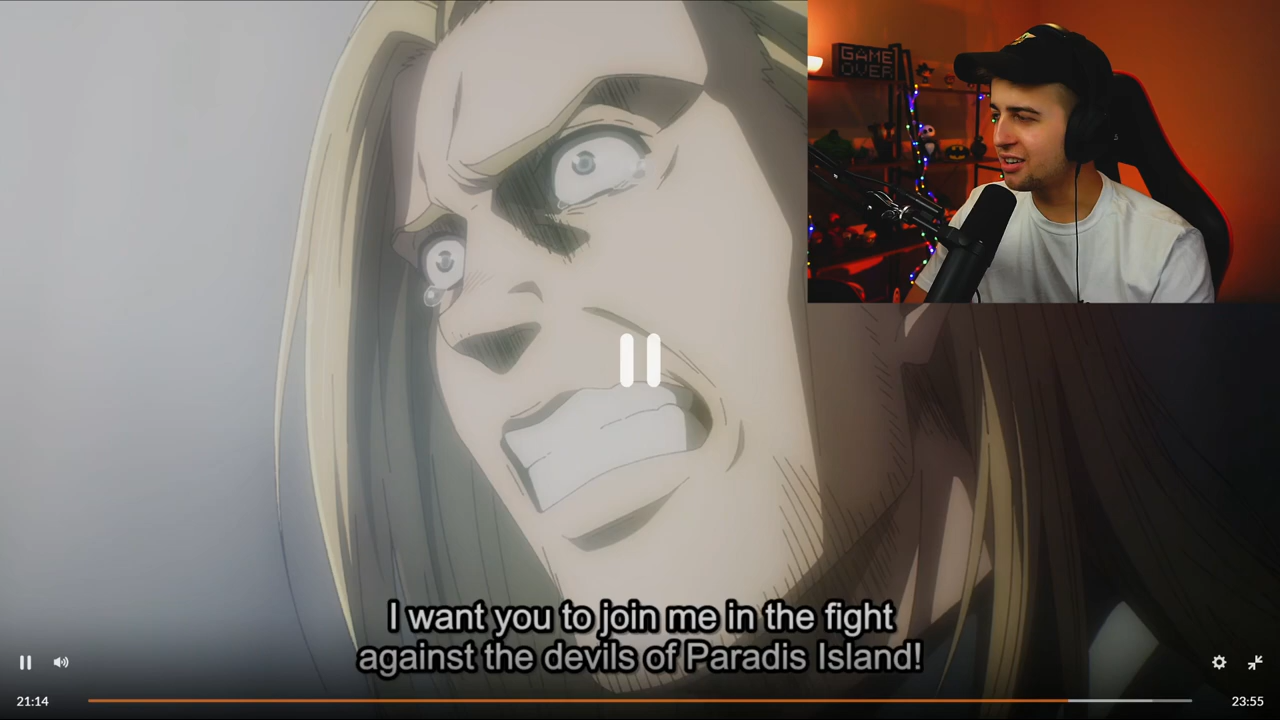 GAME
OVER
I want you to join me in the fight
against the devils of Paradis Island!
21:14
23:55